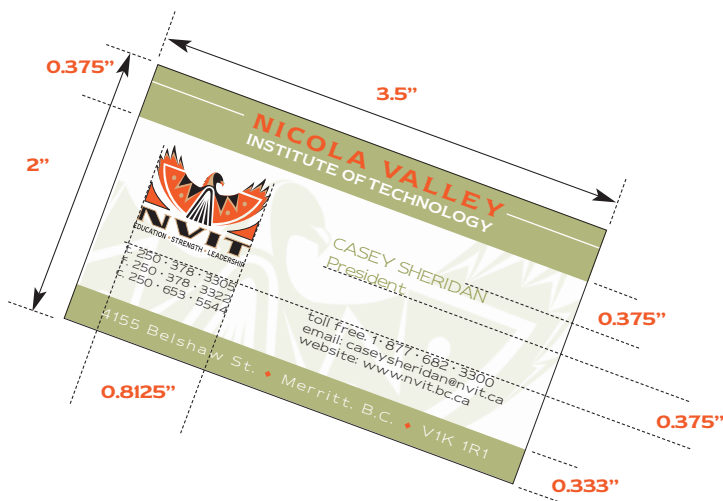 0.375”
3.5”
2”
NICOLA VALLEY
INSTITUTE OF TECHNOLOGY
NVIT
EDUCATION · STRENGTH · LEADERSHIP
CASEY SHERIDAN
President
T. 250 · 378 · 3305
F. 250 · 378 · 3322
C. 250 · 653 · 5542
toll free. 1 · 877 · 682 · 3300
email: caseysheridan@nvit.ca
website: www.nvit.bc.ca
4155 Belshaw St. ♦ Merritt, B.C. ♦ V1K 1R1
0.375”
0.8125”
0.375”
0.333”